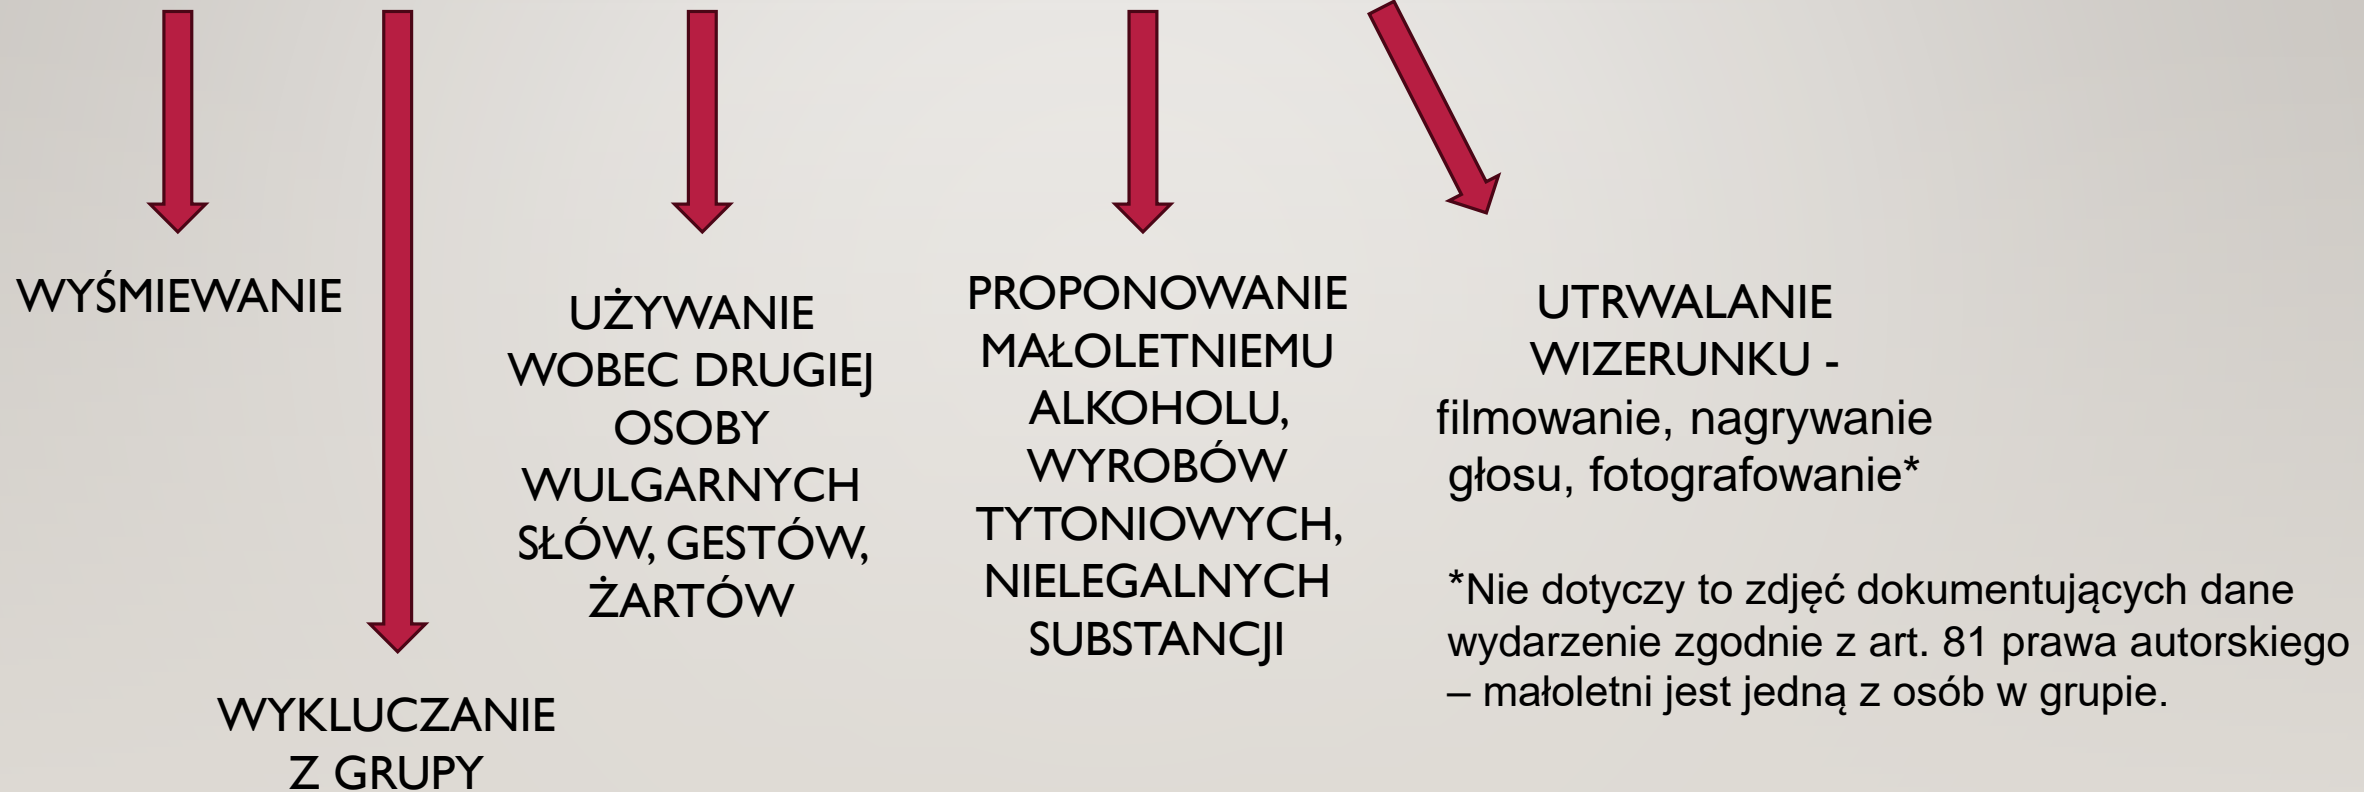 WYŚMIEWANIE
WYKLUCZANIE
Z GRUPY
UŻYWANIE
WOBEC DRUGIEJ
OSOBY
WULGARNYCH
SŁÓW, GESTÓW,
ŻARTÓW
PROPONOWANIE
MAŁOLETNIEMU
ALKOHOLU,
WYROBÓW
TYTONIOWYCH,
NIELEGALNYCH
SUBSTANCJI
UTRWALANIE
WIZERUNKU -
filmowanie, nagrywanie
głosu, fotografowanie*
*Nie dotyczy to zdjęć dokumentujących dane
wydarzenie zgodnie z art. 81 prawa autorskiego
– małoletni jest jedną z osób w grupie.